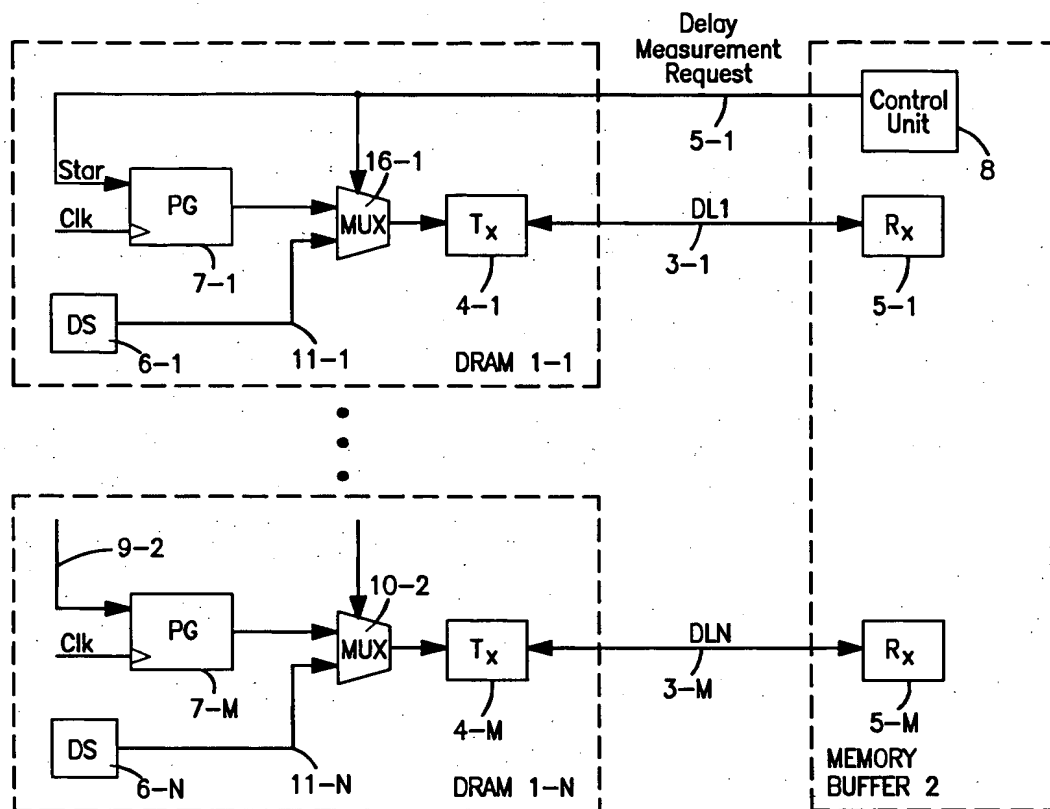 Delay
Measurement
Request
5-1
Control
Unit
8
Star
Clk
PG
7-1
16-1
MUX
Tx
4-1
DL1
3-1
Rx
5-1
DS
6-1
11-1
DRAM 1-1
9-2
Clk
PG
7-M
10-2
MUX
Tx
4-M
DLN
3-M
Rx
5-M
DS
6-N
11-N
DRAM 1-N
MEMORY
BUFFER 2